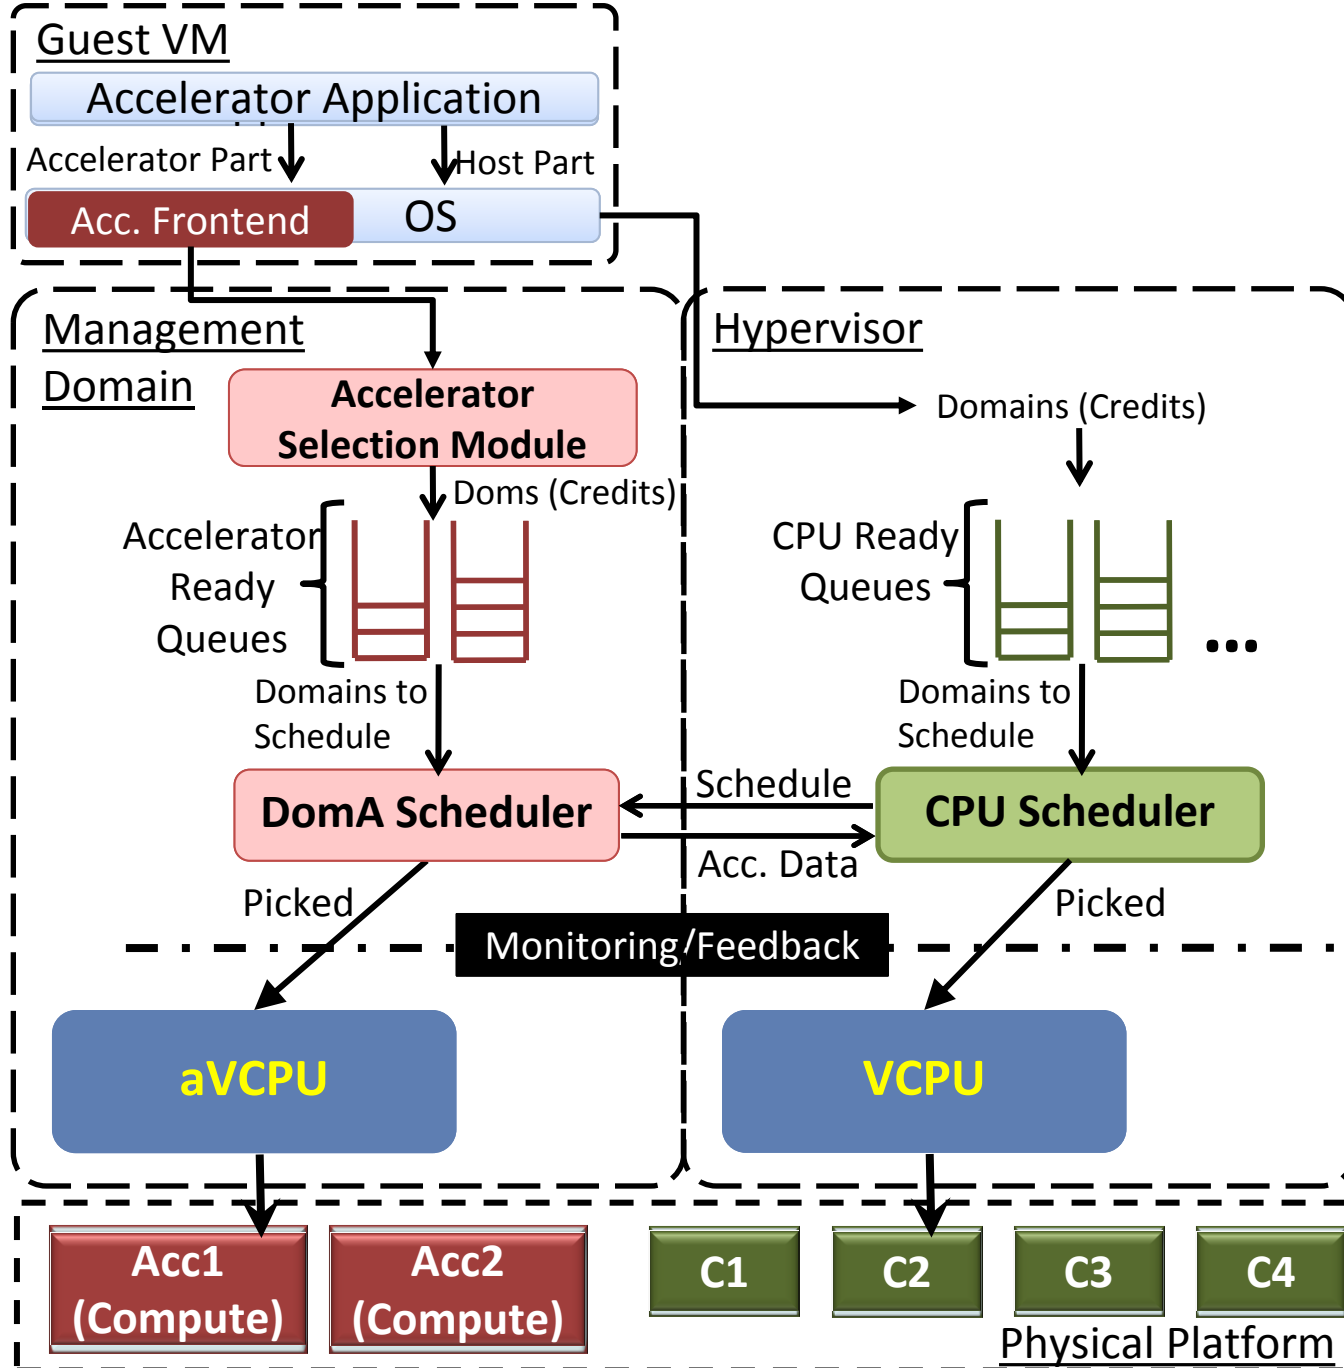 Guest VM
Accelerator Application
Accelerator Part
Host Part
Acc. Frontend
OS
Management
Domain
Hypervisor
Accelerator
Selection Module
Domains (Credits)
Doms (Credits)
Accelerator
Ready
Queues
CPU Ready
Queues
...
Domains to
Schedule
Domains to
Schedule
DomA Scheduler
Schedule
Acc. Data
CPU Scheduler
Picked
Picked
Monitoring/Feedback
aVCPU
VCPU
Acc1
(Compute)
Acc2
(Compute)
C1
C2
C3
C4
Physical Platform